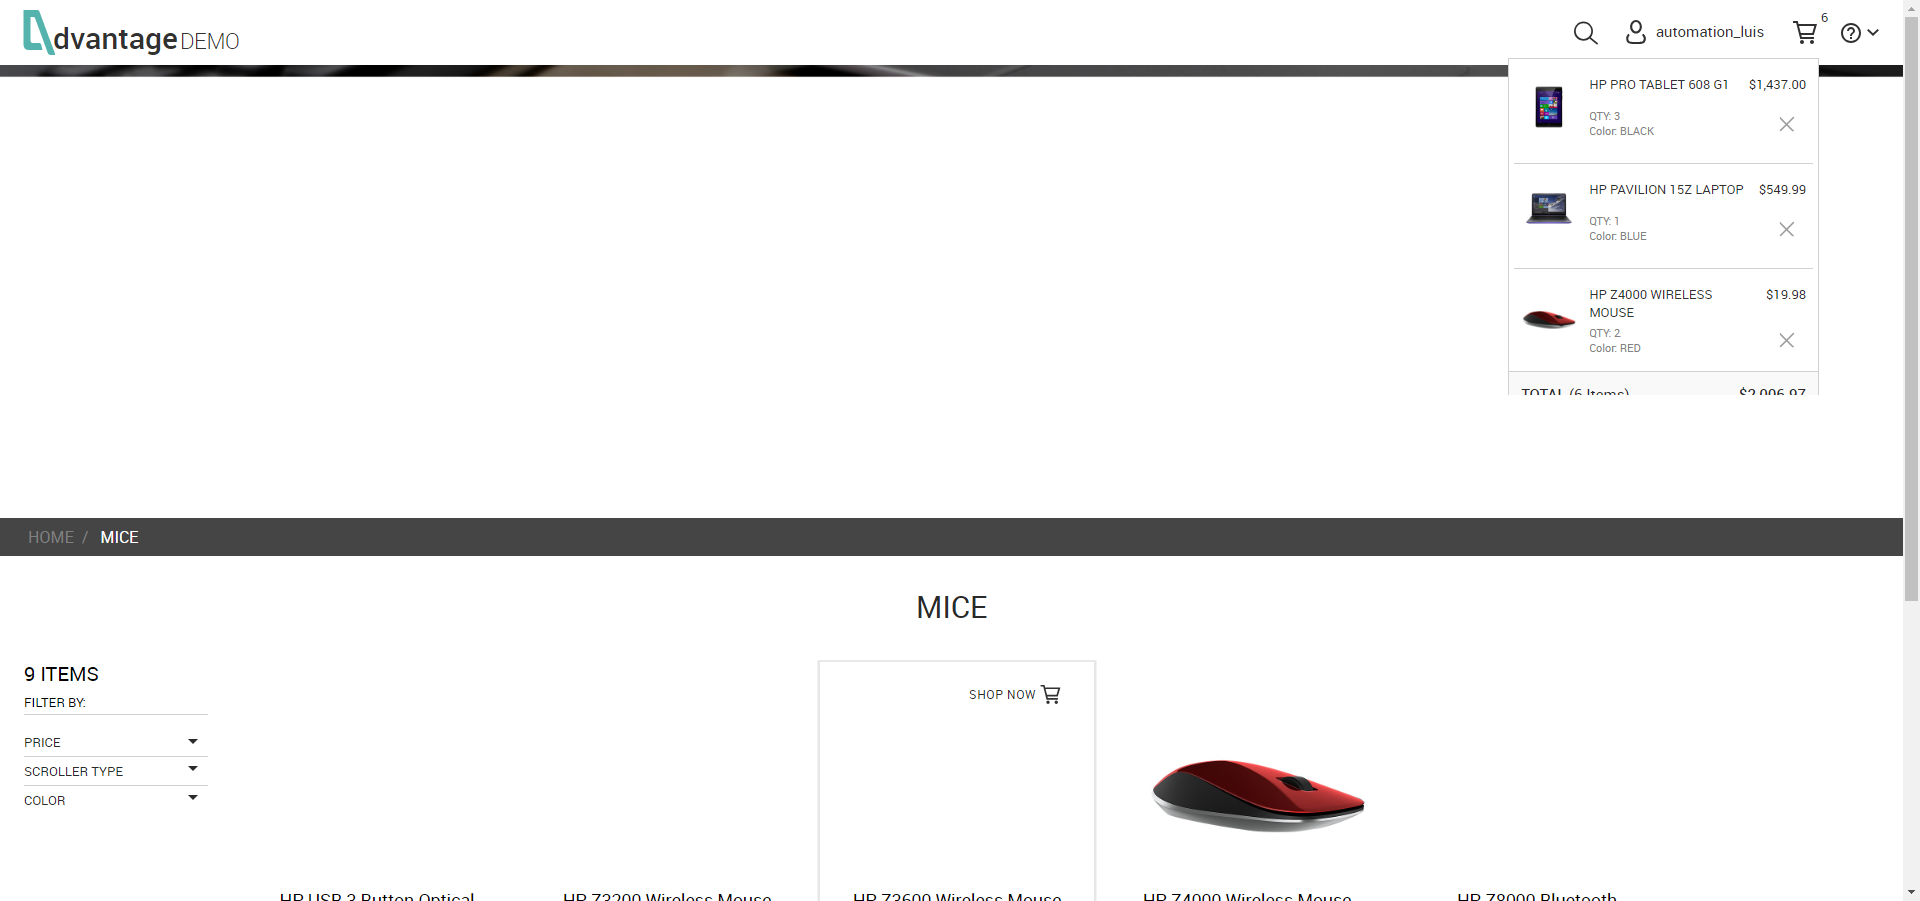 dvantage DEMO
automation_luis
6
HP PRO TABLET 608 G1 $1,437.00
QTY: 3
Color: BLACK
HP PAVILION 15Z LAPTOP $549.99
QTY: 1
Color: BLUE
HP Z4000 WIRELESS MOUSE $19.98
QTY: 2
Color: RED
TOTAL (6 Items) $2,006.97
HOME / MICE
MICE
9 ITEMS
FILTER BY:
PRICE
SCROLLER TYPE
COLOR
SHOP NOW
HP USB 3 Button Optical
HP Z3200 Wireless Mouse
HP Z3600 Wireless Mouse
HP Z4000 Wireless Mouse
HP Z8000 Bluetooth